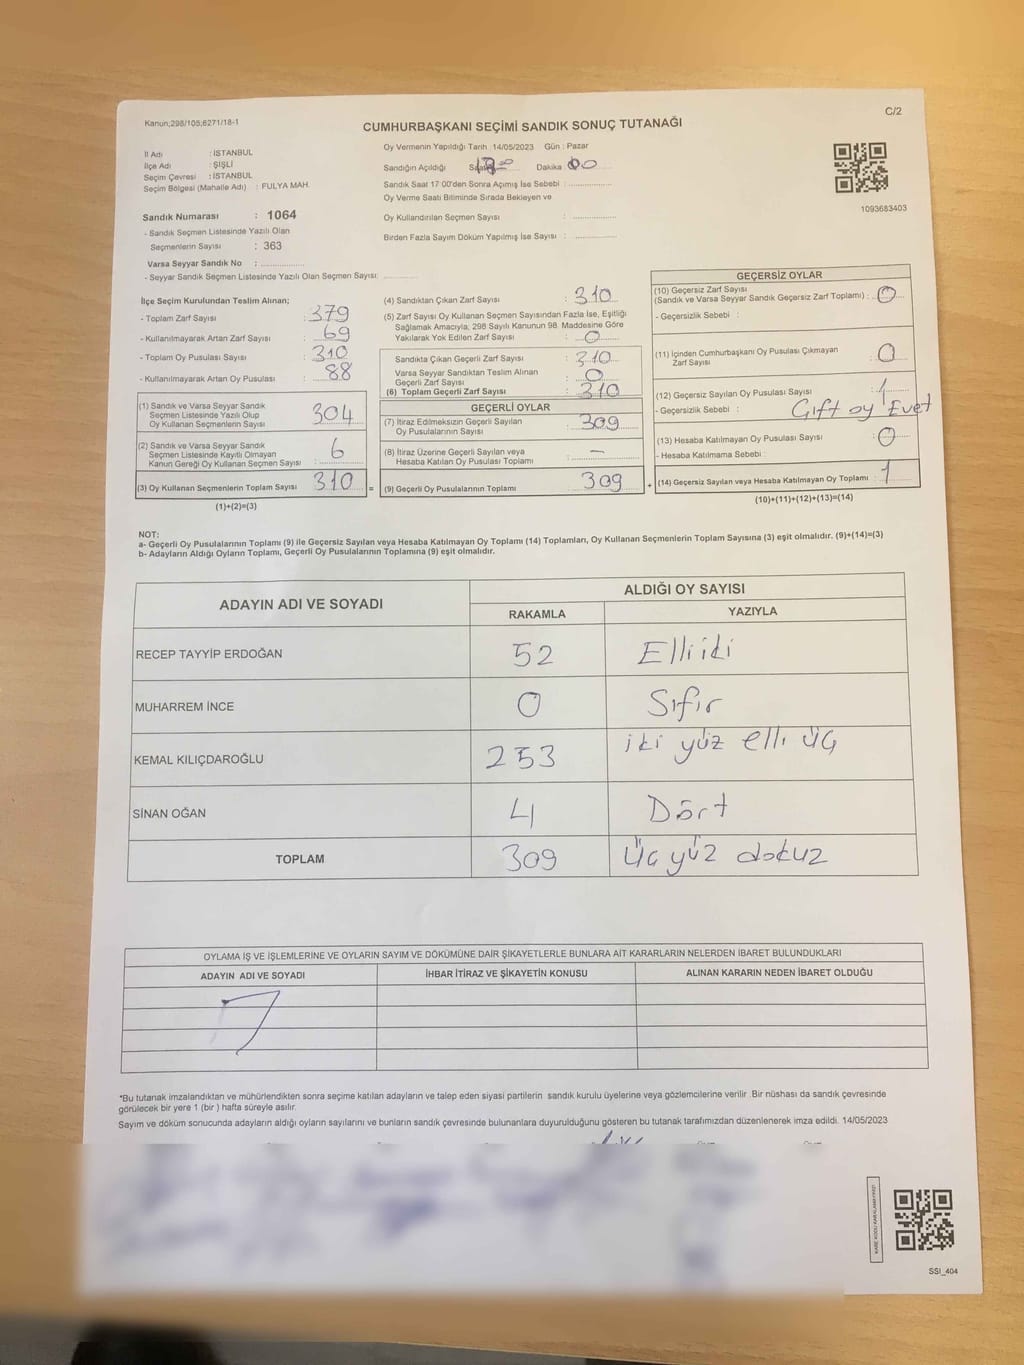 Kanun;298/105,6271/18-1
C/2
CUMHURBAŞKANI SEÇİMİ SANDIK SONUÇ TUTANAĞI
İl Adı : İSTANBUL
İlçe Adı : ŞİŞLİ
Seçim Çevresi : İSTANBUL
Seçim Bölgesi (Mahalle Adı) : FULYA MAH.
Sandık Numarası : 1064
- Sandık Seçmen Listesinde Yazılı Olan
Seçmenlerin Sayısı : 363
Varsa Seyyar Sandık No :
- Seyyar Sandık Seçmen Listesinde Yazılı Olan Seçmen Sayısı:
Oy Vermenin Yapıldığı Tarih 14/05/2023 Gün : Pazar
Sandığın Açıldığı Dakika 00
Sandık Saat 17 00'den Sonra Açımış İse Sebebi :
Oy Verme Saati Bitiminde Sırada Bekleyen ve
Oy Kullandırılan Seçmen Sayısı :
Birden Fazla Sayım Döküm Yapılmış İse Sayısı :
1093683403
İlçe Seçim Kurulundan Teslim Alınan;
- Toplam Zarf Sayısı : 379
- Kullanılmayarak Artan Zarf Sayısı : 69
- Toplam Oy Pusulası Sayısı : 310
- Kullanılmayarak Artan Oy Pusulası : 88
(1) Sandık ve Varsa Seyyar Sandık
Seçmen Listesinde Yazılı Olup
Oy Kullanan Seçmenlerin Sayısı : 304
(2) Sandık ve Varsa Seyyar Sandık
Seçmen Listesinde Kayıtlı Olmayan
Kanun Gereği Oy Kullanan Seçmen Sayısı : 6
(3) Oy Kullanan Seçmenlerin Toplam Sayısı 310 =
(1)+(2)=(3)
(4) Sandıktan Çıkan Zarf Sayısı : 310
(5) Zarf Sayısı Oy Kullanan Seçmen Sayısından Fazla İse, Eşitliği
Sağlamak Amacıyla, 298 Sayılı Kanunun 98. Maddesine Göre
Yakılarak Yok Edilen Zarf Sayısı : 0
Sandıkta Çıkan Geçerli Zarf Sayısı : 310
Varsa Seyyar Sandıktan Teslim Alınan
Geçerli Zarf Sayısı : 0
(6) Toplam Geçerli Zarf Sayısı : 310
GEÇERLİ OYLAR
(7) İtiraz Edilmeksizin Geçerli Sayılan
Oy Pusulalarının Sayısı : 309
(8) İtiraz Üzerine Geçerli Sayılan veya
Hesaba Katılan Oy Pusulası Toplamı : —
(9) Geçerli Oy Pusulalarının Toplamı 309 +
GEÇERSİZ OYLAR
(10) Geçersiz Zarf Sayısı
(Sandık ve Varsa Seyyar Sandık Geçersiz Zarf Toplamı) : 0
- Geçersizlik Sebebi :
(11) İçinden Cumhurbaşkanı Oy Pusulası Çıkmayan
Zarf Sayısı 0
(12) Geçersiz Sayılan Oy Pusulası Sayısı : 1
- Geçersizlik Sebebi : Çift oy Evet
(13) Hesaba Katılmayan Oy Pusulası Sayısı : 0
- Hesaba Katılmama Sebebi :
(14) Geçersiz Sayılan veya Hesaba Katılmayan Oy Toplamı : 1
(10)+(11)+(12)+(13)=(14)
NOT:
a- Geçerli Oy Pusulalarının Toplamı (9) ile Geçersiz Sayılan veya Hesaba Katılmayan Oy Toplamı (14) Toplamları, Oy Kullanan Seçmenlerin Toplam Sayısına (3) eşit olmalıdır. (9)+(14)=(3)
b- Adayların Aldığı Oyların Toplamı, Geçerli Oy Pusulalarının Toplamına (9) eşit olmalıdır.
ADAYIN ADI VE SOYADI
ALDIĞI OY SAYISI
RAKAMLA YAZIYLA
RECEP TAYYİP ERDOĞAN 52 Elli iki
MUHARREM İNCE 0 Sıfır
KEMAL KILIÇDAROĞLU 253 iki yüz elli üç
SİNAN OĞAN 4 Dört
TOPLAM 309 Üç yüz dokuz
OYLAMA İŞ VE İŞLEMLERİNE VE OYLARIN SAYIM VE DÖKÜMÜNE DAİR ŞİKAYETLERLE BUNLARA AİT KARARLARIN NELERDEN İBARET BULUNDUKLARI
ADAYIN ADI VE SOYADI İHBAR İTİRAZ VE ŞİKAYETİN KONUSU ALINAN KARARIN NEDEN İBARET OLDUĞU
*Bu tutanak imzalandıktan ve mühürlendikten sonra seçime katılan adayların ve talep eden siyasi partilerin sandık kurulu üyelerine veya gözlemcilerine verilir .Bir nüshası da sandık çevresinde
görülecek bir yere 1 (bir ) hafta süreyle asılır.
Sayım ve döküm sonucunda adayların aldığı oyların sayılarını ve bunların sandık çevresinde bulunanlara duyurulduğunu gösteren bu tutanak tarafımızdan düzenlenerek imza edildi. 14/05/2023
SSI_404